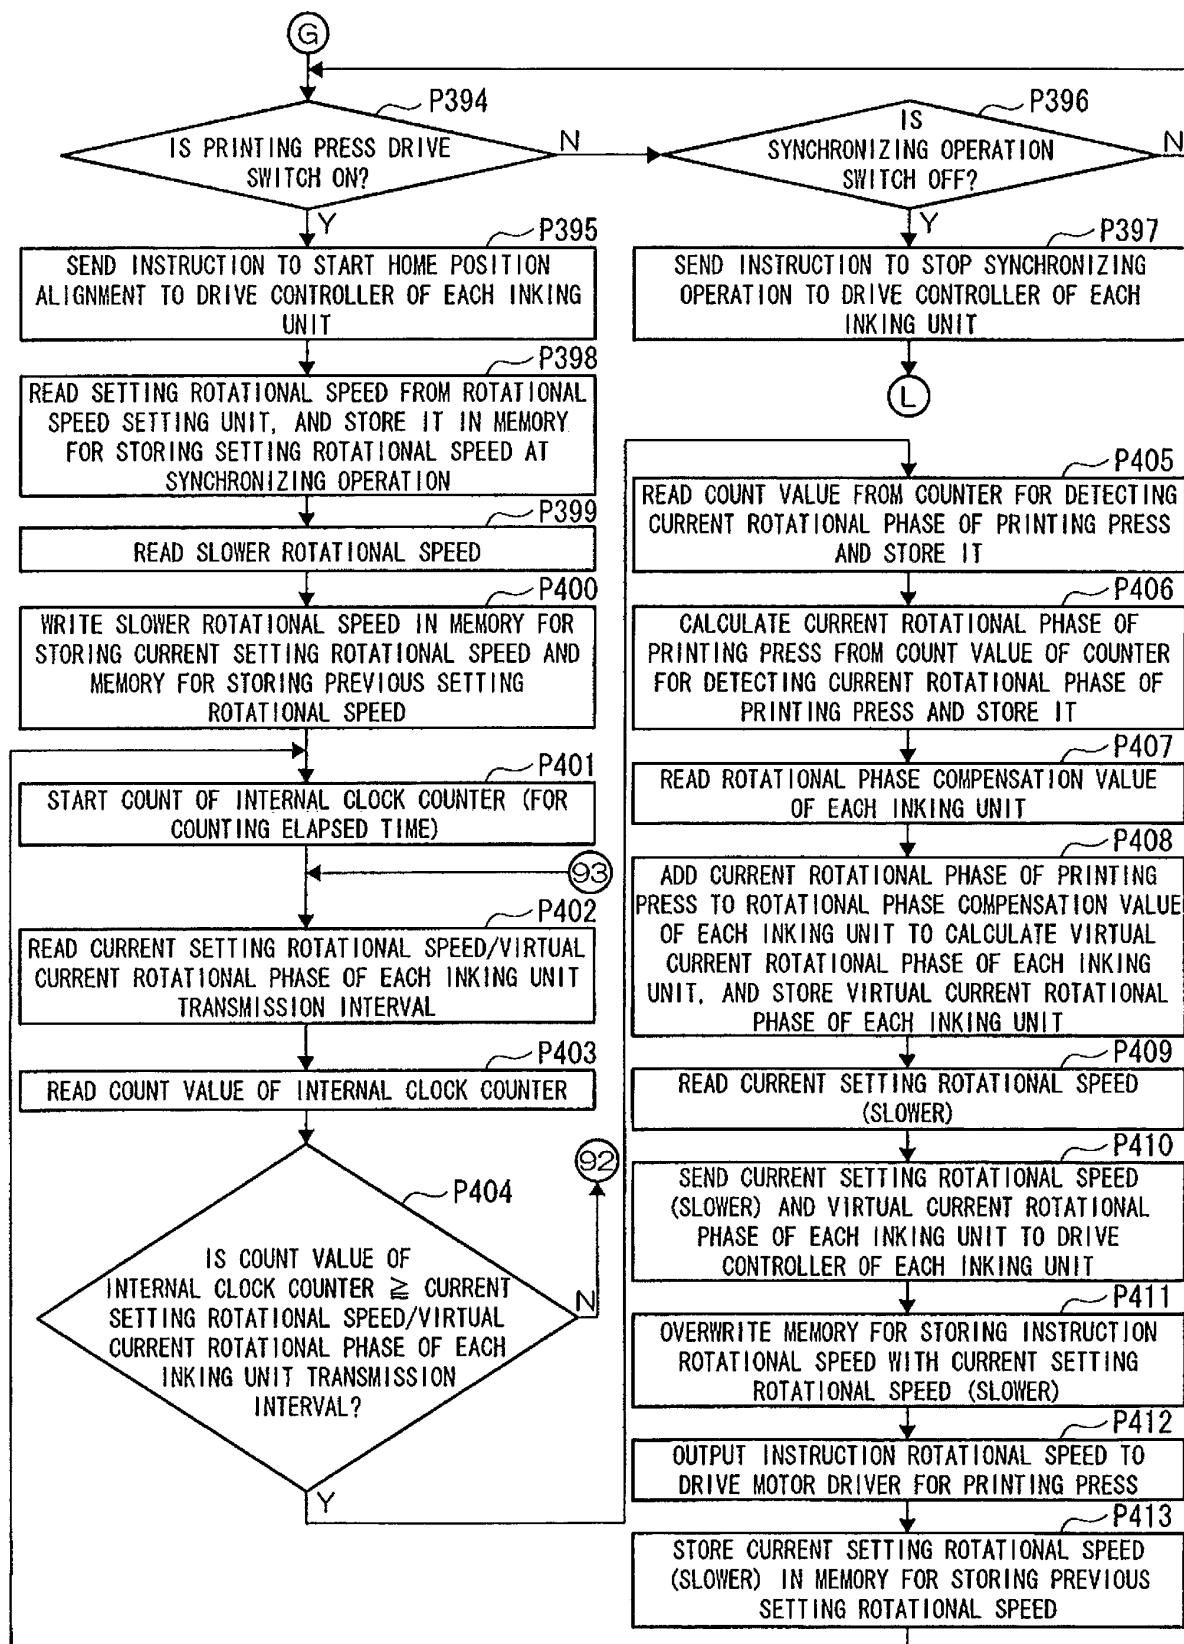 G
P394
IS PRINTING PRESS DRIVE
SWITCH ON?
N
Y
P396
IS
SYNCHRONIZING OPERATION
SWITCH OFF?
N
Y
P395
SEND INSTRUCTION TO START HOME POSITION
ALIGNMENT TO DRIVE CONTROLLER OF EACH INKING
UNIT
P397
SEND INSTRUCTION TO STOP SYNCHRONIZING
OPERATION TO DRIVE CONTROLLER OF EACH
INKING UNIT
L
P398
READ SETTING ROTATIONAL SPEED FROM ROTATIONAL
SPEED SETTING UNIT, AND STORE IT IN MEMORY
FOR STORING SETTING ROTATIONAL SPEED AT
SYNCHRONIZING OPERATION
P399
READ SLOWER ROTATIONAL SPEED
P400
WRITE SLOWER ROTATIONAL SPEED IN MEMORY FOR
STORING CURRENT SETTING ROTATIONAL SPEED AND
MEMORY FOR STORING PREVIOUS SETTING
ROTATIONAL SPEED
P401
START COUNT OF INTERNAL CLOCK COUNTER (FOR
COUNTING ELAPSED TIME)
93
P402
READ CURRENT SETTING ROTATIONAL SPEED/VIRTUAL
CURRENT ROTATIONAL PHASE OF EACH INKING UNIT
TRANSMISSION INTERVAL
P403
READ COUNT VALUE OF INTERNAL CLOCK COUNTER
92
P404
IS COUNT VALUE OF
INTERNAL CLOCK COUNTER ≧ CURRENT
SETTING ROTATIONAL SPEED/VIRTUAL
CURRENT ROTATIONAL PHASE OF EACH
INKING UNIT TRANSMISSION
INTERVAL?
N
Y
P405
READ COUNT VALUE FROM COUNTER FOR DETECTING
CURRENT ROTATIONAL PHASE OF PRINTING PRESS
AND STORE IT
P406
CALCULATE CURRENT ROTATIONAL PHASE OF
PRINTING PRESS FROM COUNT VALUE OF COUNTER
FOR DETECTING CURRENT ROTATIONAL PHASE OF
PRINTING PRESS AND STORE IT
P407
READ ROTATIONAL PHASE COMPENSATION VALUE
OF EACH INKING UNIT
P408
ADD CURRENT ROTATIONAL PHASE OF PRINTING
PRESS TO ROTATIONAL PHASE COMPENSATION VALUE
OF EACH INKING UNIT TO CALCULATE VIRTUAL
CURRENT ROTATIONAL PHASE OF EACH INKING
UNIT, AND STORE VIRTUAL CURRENT ROTATIONAL
PHASE OF EACH INKING UNIT
P409
READ CURRENT SETTING ROTATIONAL SPEED
(SLOWER)
P410
SEND CURRENT SETTING ROTATIONAL SPEED
(SLOWER) AND VIRTUAL CURRENT ROTATIONAL
PHASE OF EACH INKING UNIT TO DRIVE
CONTROLLER OF EACH INKING UNIT
P411
OVERWRITE MEMORY FOR STORING INSTRUCTION
ROTATIONAL SPEED WITH CURRENT SETTING
ROTATIONAL SPEED (SLOWER)
P412
OUTPUT INSTRUCTION ROTATIONAL SPEED TO
DRIVE MOTOR DRIVER FOR PRINTING PRESS
P413
STORE CURRENT SETTING ROTATIONAL SPEED
(SLOWER) IN MEMORY FOR STORING PREVIOUS
SETTING ROTATIONAL SPEED